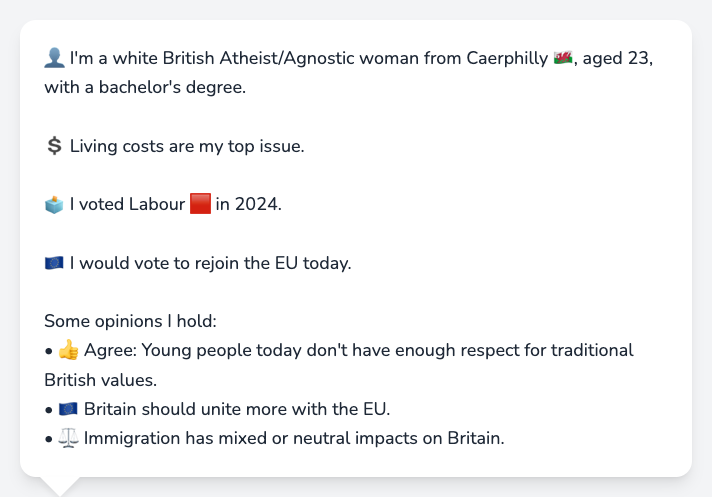 👤 I'm a white British Atheist/Agnostic woman from Caerphilly 🏴󠁧󠁢󠁷󠁬󠁳󠁿, aged 23,
with a bachelor's degree.
💲 Living costs are my top issue.
🗳️ I voted Labour 🟥 in 2024.
🇪🇺 I would vote to rejoin the EU today.
Some opinions I hold:
• 👍 Agree: Young people today don't have enough respect for traditional
British values.
• 🇪🇺 Britain should unite more with the EU.
• ⚖️ Immigration has mixed or neutral impacts on Britain.